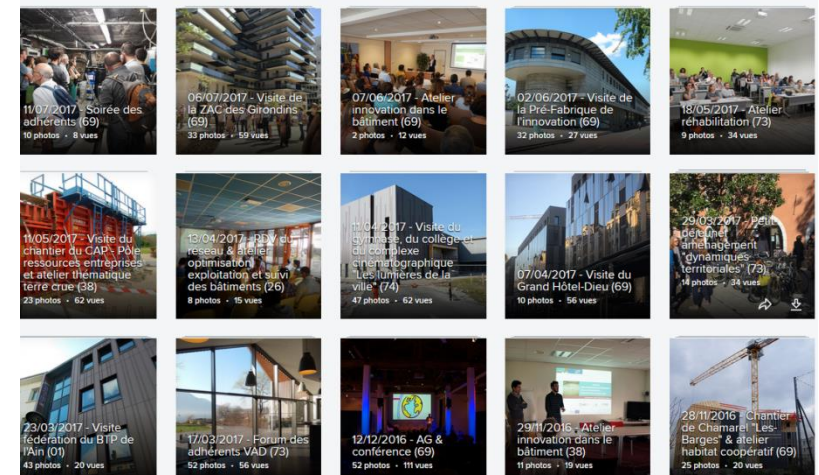 11/07/2017 - Soirée des
adhérents (69)
10 photos • 8 vues
06/07/2017 - Visite de
la ZAC des Girondins
(69)
33 photos • 59 vues
07/06/2017 - Atelier
innovation dans le
bâtiment (69)
2 photos • 12 vues
02/06/2017 - Visite de
la Pré-Fabrique de
l'innovation (69)
32 photos • 27 vues
18/05/2017 - Atelier
réhabilitation (73)
9 photos • 34 vues
11/05/2017 - Visite du
chantier du CAP - Pôle
ressources entreprises
et atelier thématique
terre crue (38)
23 photos • 62 vues
13/04/2017 - RDV du
réseau & atelier
optimisation
exploitation et suivi
des bâtiments (26)
8 photos • 15 vues
11/04/2017 - Visite du
gymnase, du collège et
du complexe
cinématographique
"Les lumières de la
ville" (74)
47 photos • 62 vues
07/04/2017 - Visite du
Grand Hôtel-Dieu (69)
10 photos • 56 vues
29/03/2017 - Petit
déjeuner
aménagement
"dynamiques
territoriales" (73)
14 photos • 34 vues
23/03/2017 - Visite
fédération du BTP de
l'Ain (01)
43 photos • 20 vues
17/03/2017 - Forum des
adhérents VAD (73)
52 photos • 56 vues
12/12/2016 - AG &
conférence (69)
52 photos • 111 vues
29/11/2016 - Atelier
innovation dans le
bâtiment (38)
11 photos • 19 vues
28/11/2016 - Chantier
de Chamarel "Les-
Barges" & atelier
habitat coopératif (69)
25 photos • 20 vues